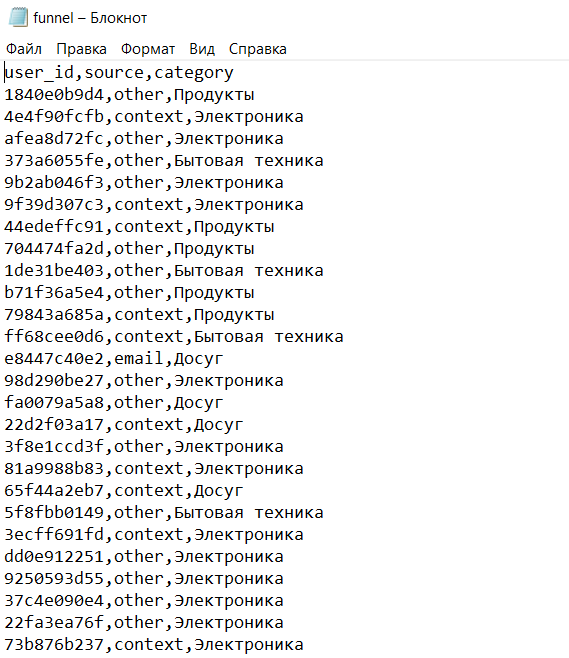 funnel – Блокнот
Файл Правка Формат Вид Справка
user_id,source,category
1840e0b9d4,other,Продукты
4e4f90fcfb,context,Электроника
afea8d72fc,other,Электроника
373a6055fe,other,Бытовая техника
9b2ab046f3,other,Электроника
9f39d307c3,context,Электроника
44edeffc91,context,Продукты
704474fa2d,other,Продукты
1de31be403,other,Бытовая техника
b71f36a5e4,other,Продукты
79843a685a,context,Продукты
ff68cee0d6,context,Бытовая техника
e8447c40e2,email,Досуг
98d290be27,other,Электроника
fa0079a5a8,other,Досуг
22d2f03a17,context,Досуг
3f8e1ccd3f,other,Электроника
81a9988b83,context,Электроника
65f44a2eb7,context,Досуг
5f8fbb0149,other,Бытовая техника
3ecff691fd,context,Электроника
dd0e912251,other,Электроника
9250593d55,other,Электроника
37c4e090e4,other,Электроника
22fa3ea76f,other,Электроника
73b876b237,context,Электроника